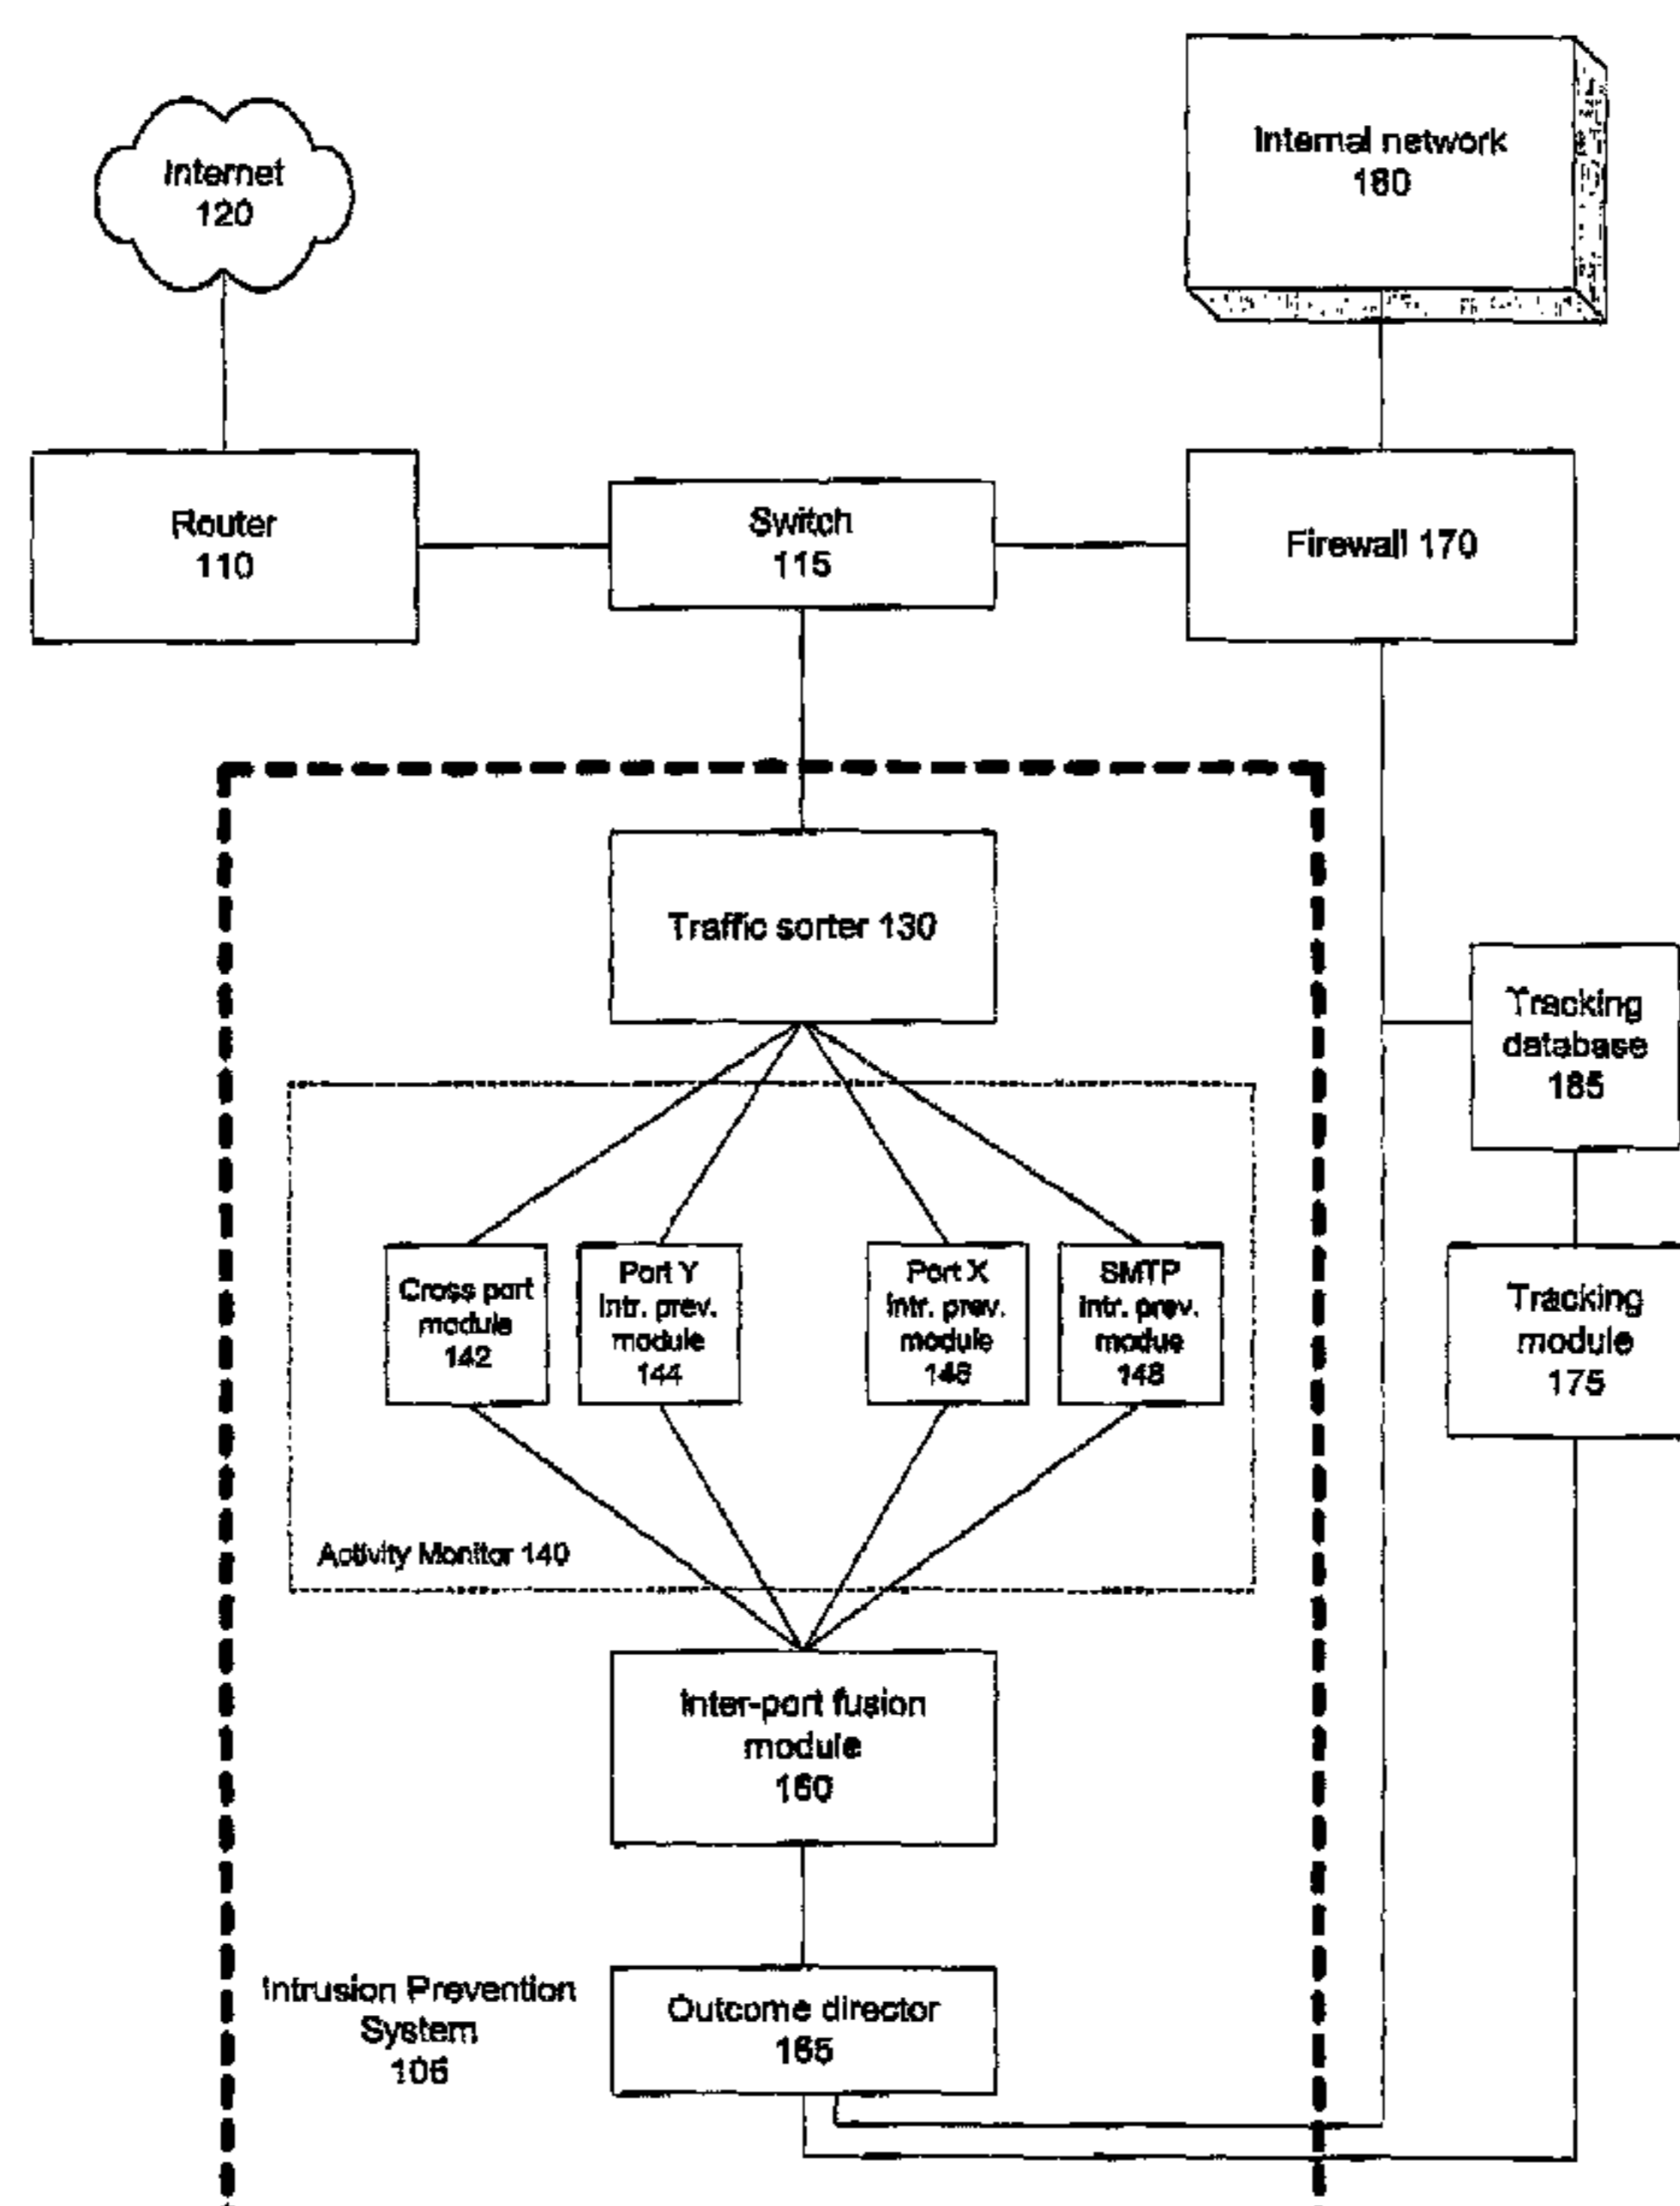 Internet
120
Internal network
180
Router
110
Switch
115
Firewall 170
Traffic sorter 130
Tracking
database
185
Cross port
module
142
Port Y
intr. prev.
module
144
Port X
intr. prev.
module
146
SMTP
intr. prev.
modue
148
Tracking
module
175
Activity Monitor 140
Inter-port fusion
module
160
Intrusion Prevention
System
105
Outcome director
165